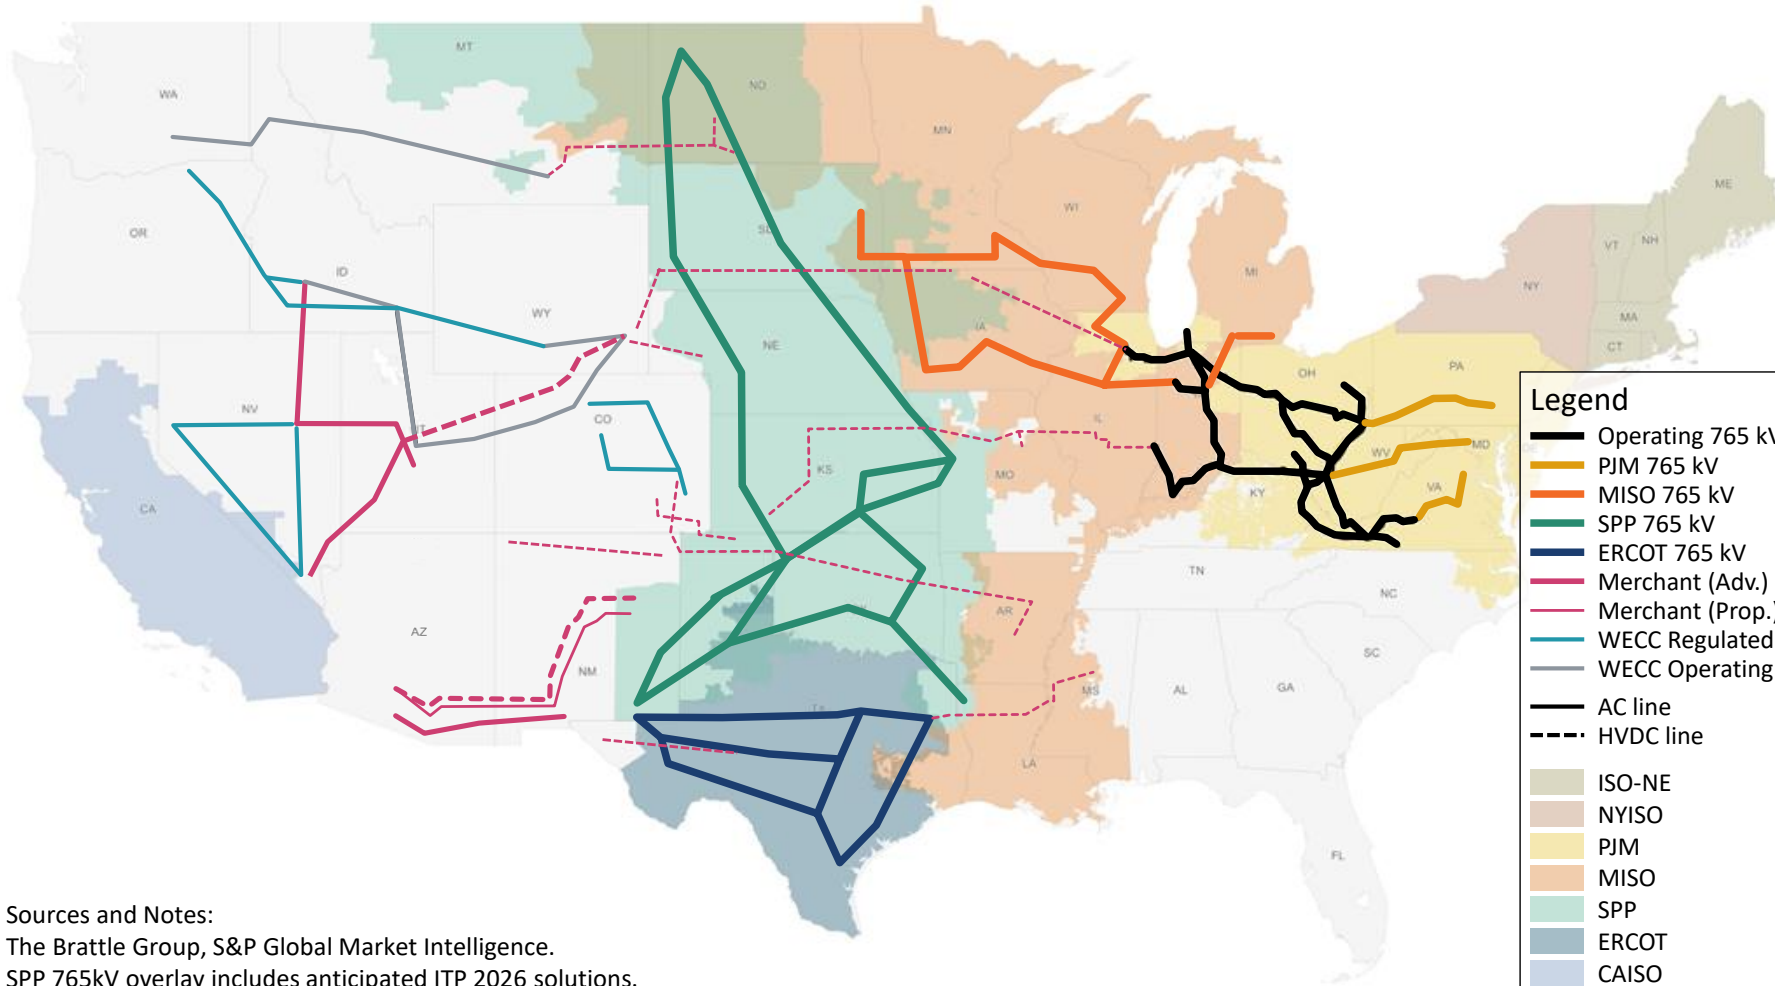 MT
ND
WA
MN
ME
WI
OR
SD
VT
NH
ID
MI
NY
WY
MA
IA
NE
CT
PA
OH
NV
CO
IL
WV
MD
KS
MO
VA
KY
CA
TN
NC
AZ
AR
SC
NM
MS
AL
GA
TX
LA
FL
Legend
Operating 765 kV
PJM 765 kV
MISO 765 kV
SPP 765 kV
ERCOT 765 kV
Merchant (Adv.)
Merchant (Prop.)
WECC Regulated
WECC Operating
AC line
HVDC line
ISO-NE
NYISO
PJM
MISO
SPP
ERCOT
CAISO
Sources and Notes:
The Brattle Group, S&P Global Market Intelligence.
SPP 765kV overlay includes anticipated ITP 2026 solutions.